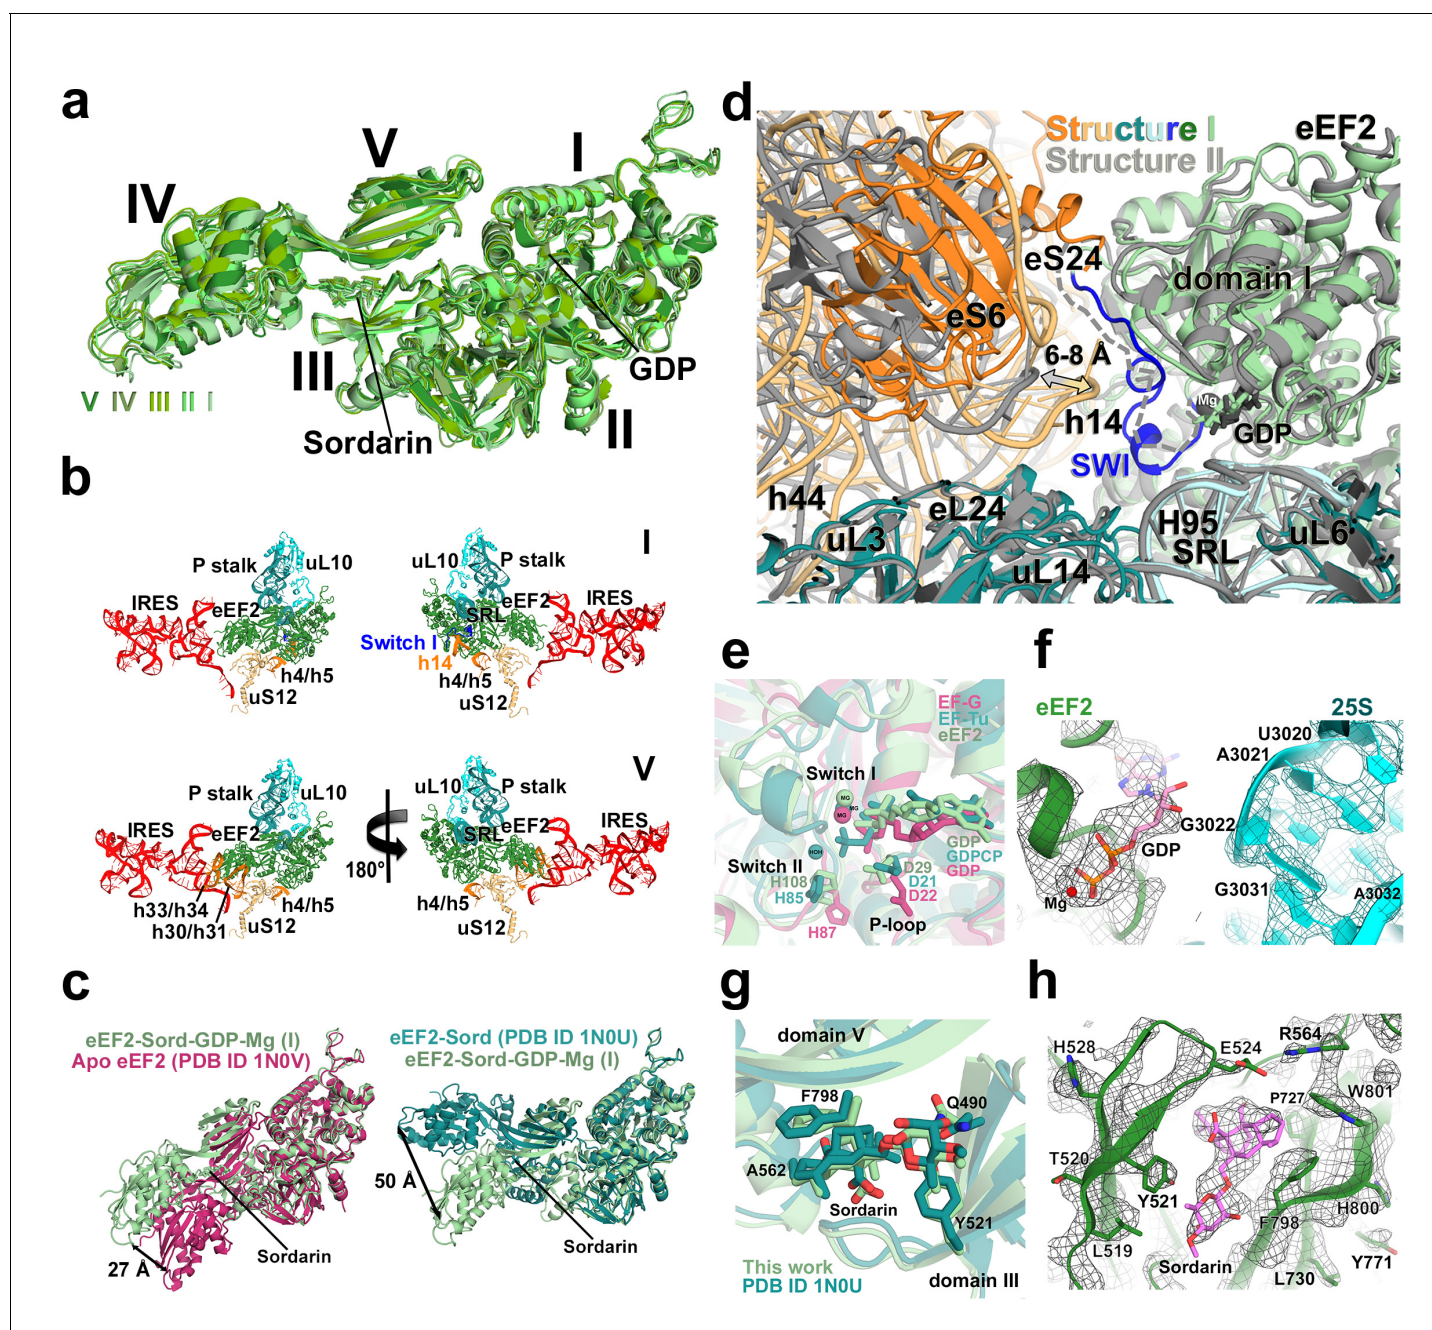 a
V
I
IV
III
GDP
V IV III II I
Sordarin
II
b
I
P stalk
uL10
uL10
P stalk
IRES
eEF2
eEF2
IRES
SRL
Switch I
h14
h4/h5
h4/h5
uS12
uS12
V
P stalk
uL10
uL10
P stalk
IRES
eEF2
SRL
eEF2
IRES
180°
h33/h34
h4/h5
h4/h5
h30/h31
uS12
uS12
c
eEF2-Sord-GDP-Mg (I)
Apo eEF2 (PDB ID 1N0V)
eEF2-Sord (PDB ID 1N0U)
eEF2-Sord-GDP-Mg (I)
50 Å
Sordarin
27 Å
Sordarin
d
Structure I
Structure II
eEF2
eS24
domain I
eS6
6-8 Å
Mg
h14
GDP
SWI
h44
eL24
H95
uL3
SRL
uL6
uL14
e
EF-G
EF-Tu
eEF2
Switch I
MG
MG
MG
HOH
Switch II
GDP
GDPCP
GDP
H108
H85
D29
D21
D22
H87
P-loop
f
eEF2
25S
U3020
A3021
G3022
GDP
G3031
A3032
Mg
g
domain V
F798
Q490
A562
Sordarin
Y521
This work
PDB ID 1N0U
domain III
h
R564
H528
E524
P727
W801
T520
Y521
F798
H800
L519
Sordarin
Y771
L730